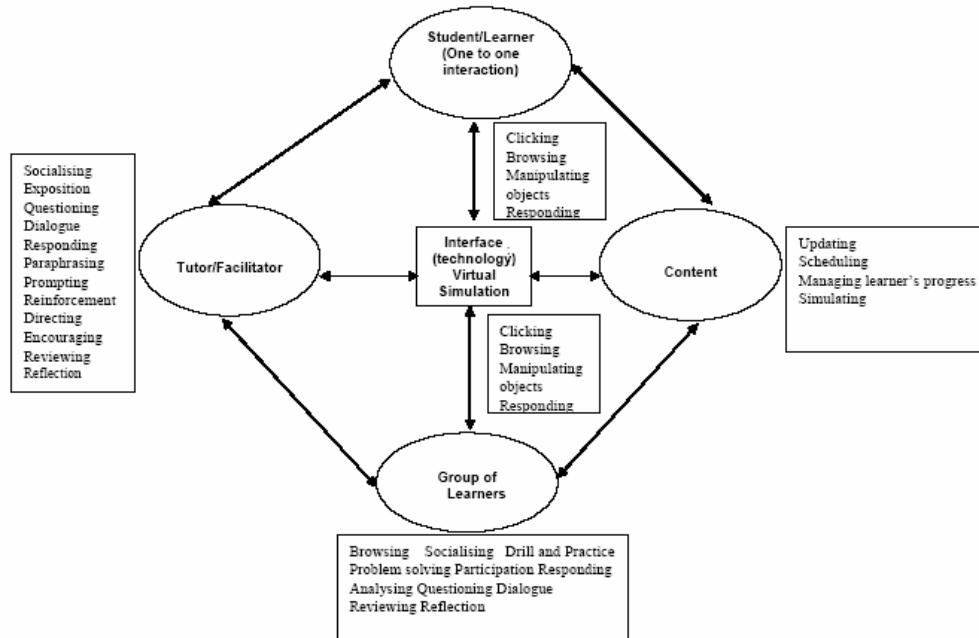 Student/Learner
(One to one
interaction)
Clicking
Browsing
Manipulating
objects
Responding
Socialising
Exposition
Questioning
Dialogue
Responding
Paraphrasing
Prompting
Reinforcement
Directing
Encouraging
Reviewing
Reflection
Tutor/Facilitator
Interface
(technology)
Virtual
Simulation
Content
Updating
Scheduling
Managing learner's progress
Simulating
Clicking
Browsing
Manipulating
objects
Responding
Group of
Learners
Browsing Socialising Drill and Practice
Problem solving Participation Responding
Analysing Questioning Dialogue
Reviewing Reflection